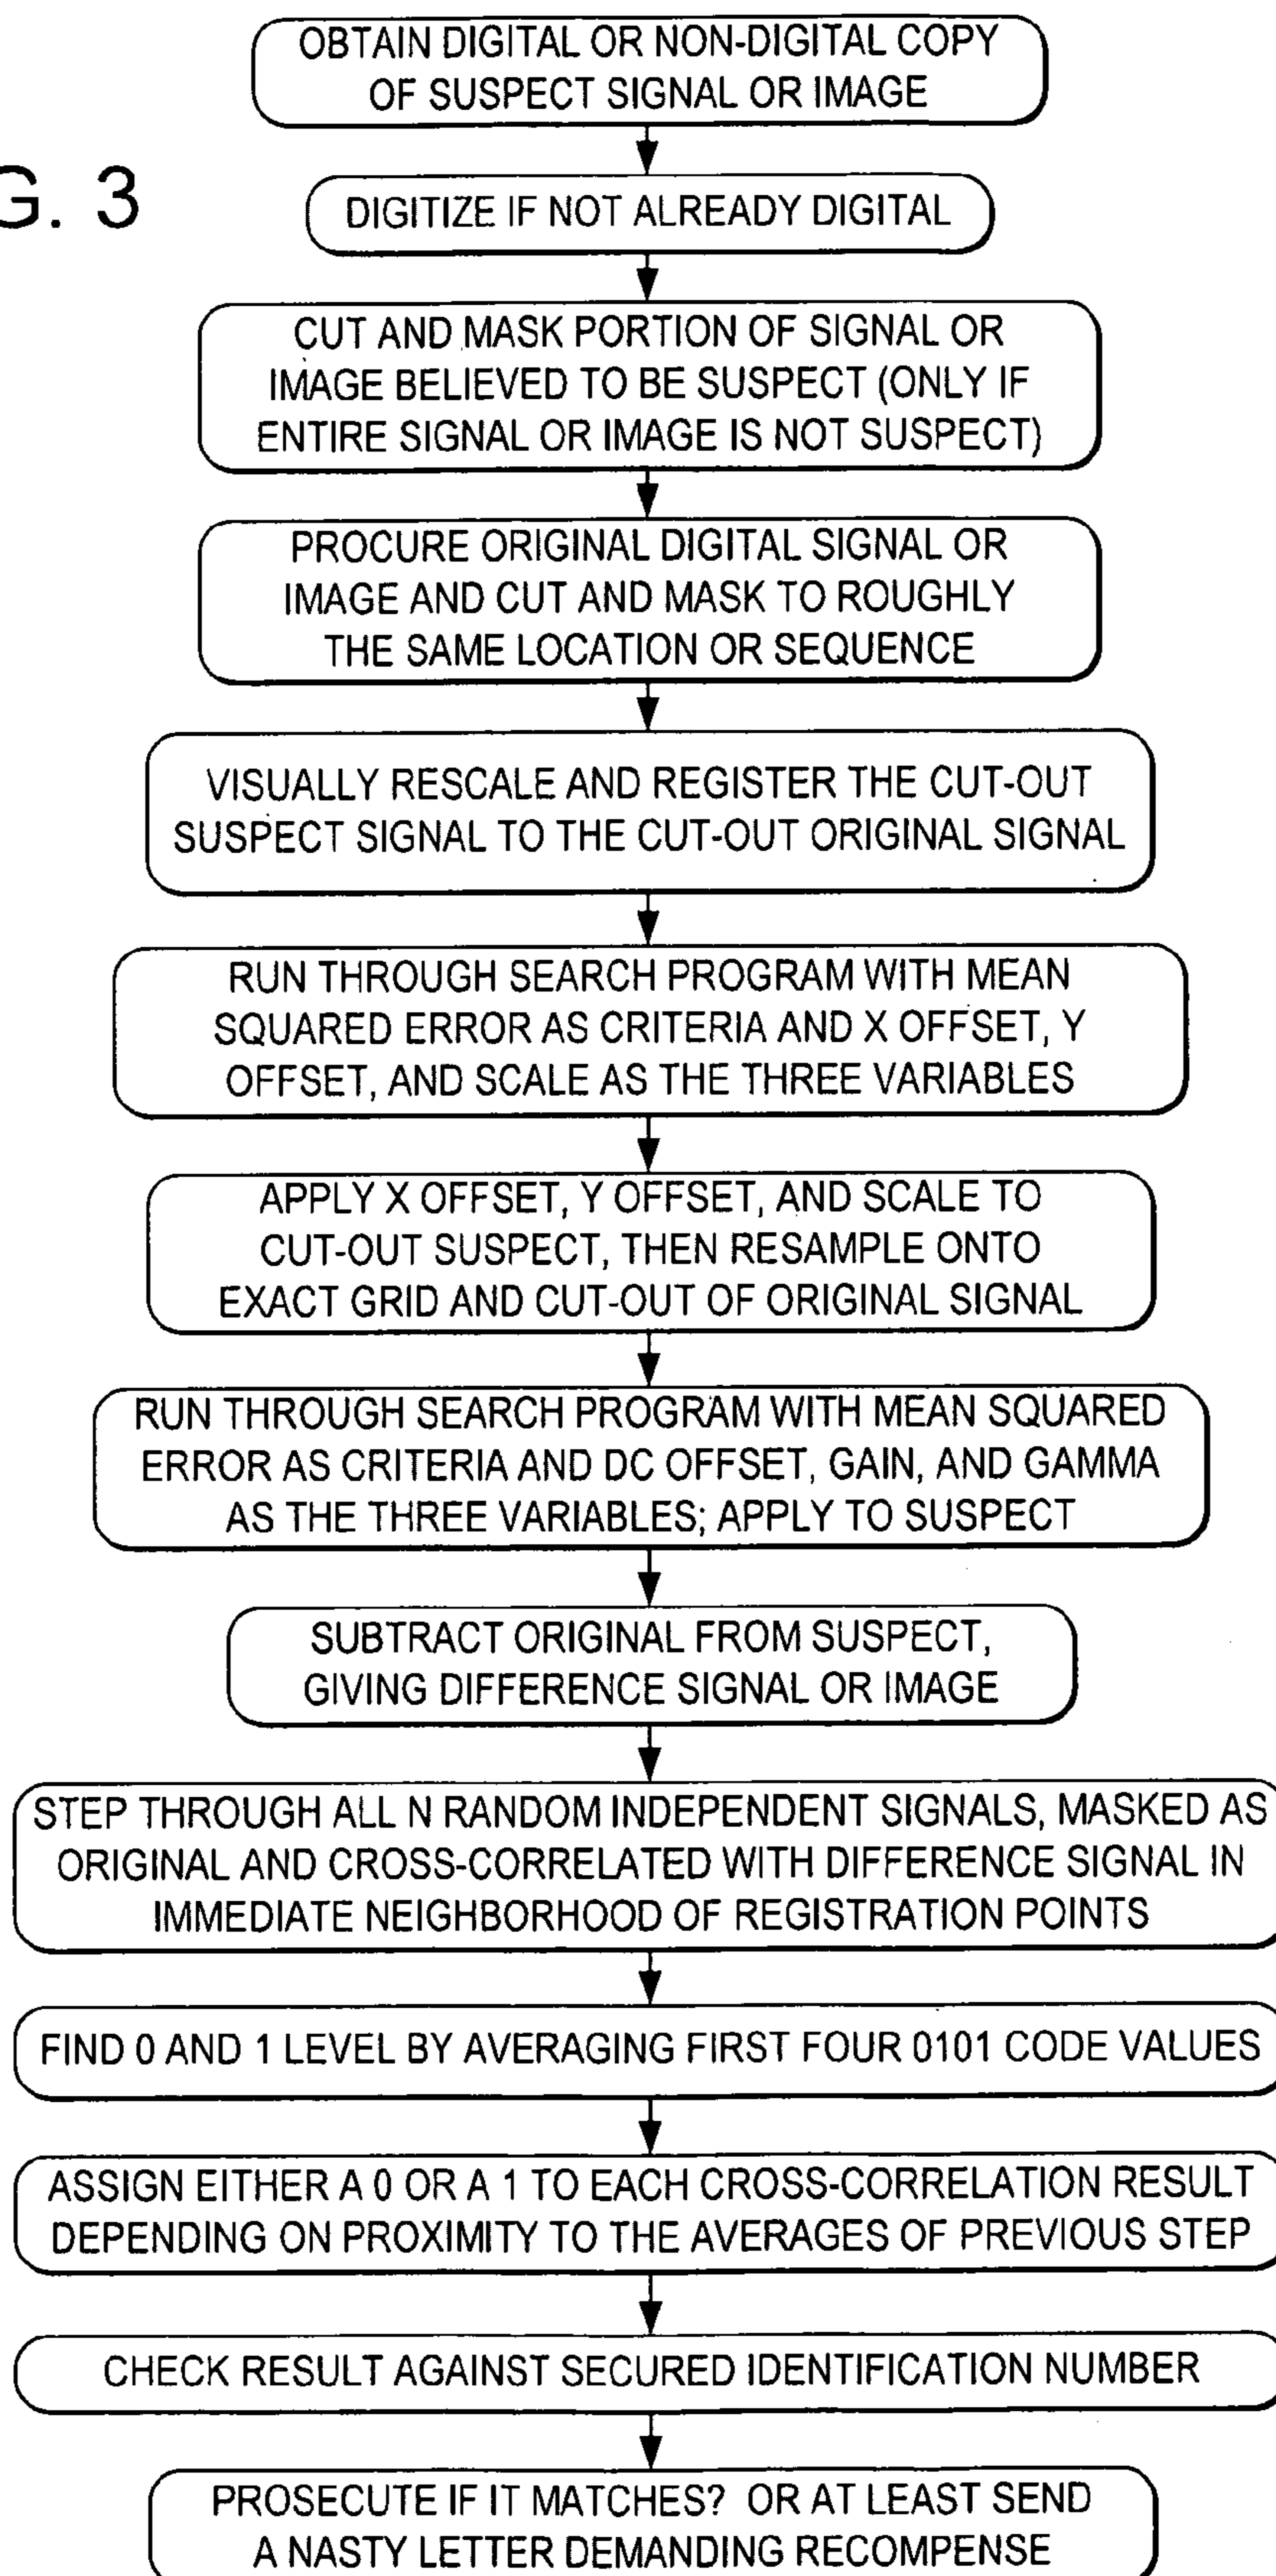 OBTAIN DIGITAL OR NON-DIGITAL COPY
OF SUSPECT SIGNAL OR IMAGE
G. 3
DIGITIZE IF NOT ALREADY DIGITAL
CUT AND MASK PORTION OF SIGNAL OR
IMAGE BELIEVED TO BE SUSPECT (ONLY IF
ENTIRE SIGNAL OR IMAGE IS NOT SUSPECT)
PROCURE ORIGINAL DIGITAL SIGNAL OR
IMAGE AND CUT AND MASK TO ROUGHLY
THE SAME LOCATION OR SEQUENCE
VISUALLY RESCALE AND REGISTER THE CUT-OUT
SUSPECT SIGNAL TO THE CUT-OUT ORIGINAL SIGNAL
RUN THROUGH SEARCH PROGRAM WITH MEAN
SQUARED ERROR AS CRITERIA AND X OFFSET, Y
OFFSET, AND SCALE AS THE THREE VARIABLES
APPLY X OFFSET, Y OFFSET, AND SCALE TO
CUT-OUT SUSPECT, THEN RESAMPLE ONTO
EXACT GRID AND CUT-OUT OF ORIGINAL SIGNAL
RUN THROUGH SEARCH PROGRAM WITH MEAN SQUARED
ERROR AS CRITERIA AND DC OFFSET, GAIN, AND GAMMA
AS THE THREE VARIABLES; APPLY TO SUSPECT
SUBTRACT ORIGINAL FROM SUSPECT,
GIVING DIFFERENCE SIGNAL OR IMAGE
STEP THROUGH ALL N RANDOM INDEPENDENT SIGNALS, MASKED AS
ORIGINAL AND CROSS-CORRELATED WITH DIFFERENCE SIGNAL IN
IMMEDIATE NEIGHBORHOOD OF REGISTRATION POINTS
FIND 0 AND 1 LEVEL BY AVERAGING FIRST FOUR 0101 CODE VALUES
ASSIGN EITHER A 0 OR A 1 TO EACH CROSS-CORRELATION RESULT
DEPENDING ON PROXIMITY TO THE AVERAGES OF PREVIOUS STEP
CHECK RESULT AGAINST SECURED IDENTIFICATION NUMBER
PROSECUTE IF IT MATCHES? OR AT LEAST SEND
A NASTY LETTER DEMANDING RECOMPENSE